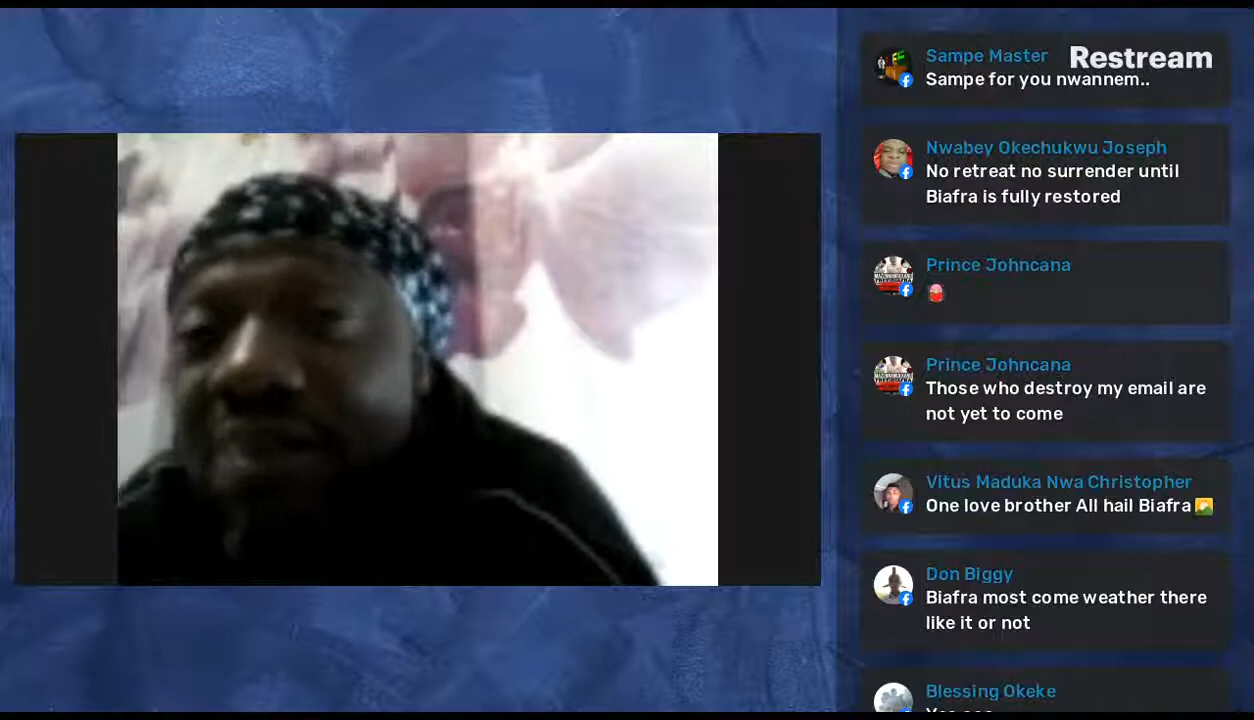 Restream
Sampe Master
Sampe for you nwannem..
Nwabey Okechukwu Joseph
No retreat no surrender until
Biafra is fully restored
Prince Johncana
Prince Johncana
Those who destroy my email are
not yet to come
Vitus Maduka Nwa Christopher
One love brother All hail Biafra
Don Biggy
Biafra most come weather there
like it or not
Blessing Okeke